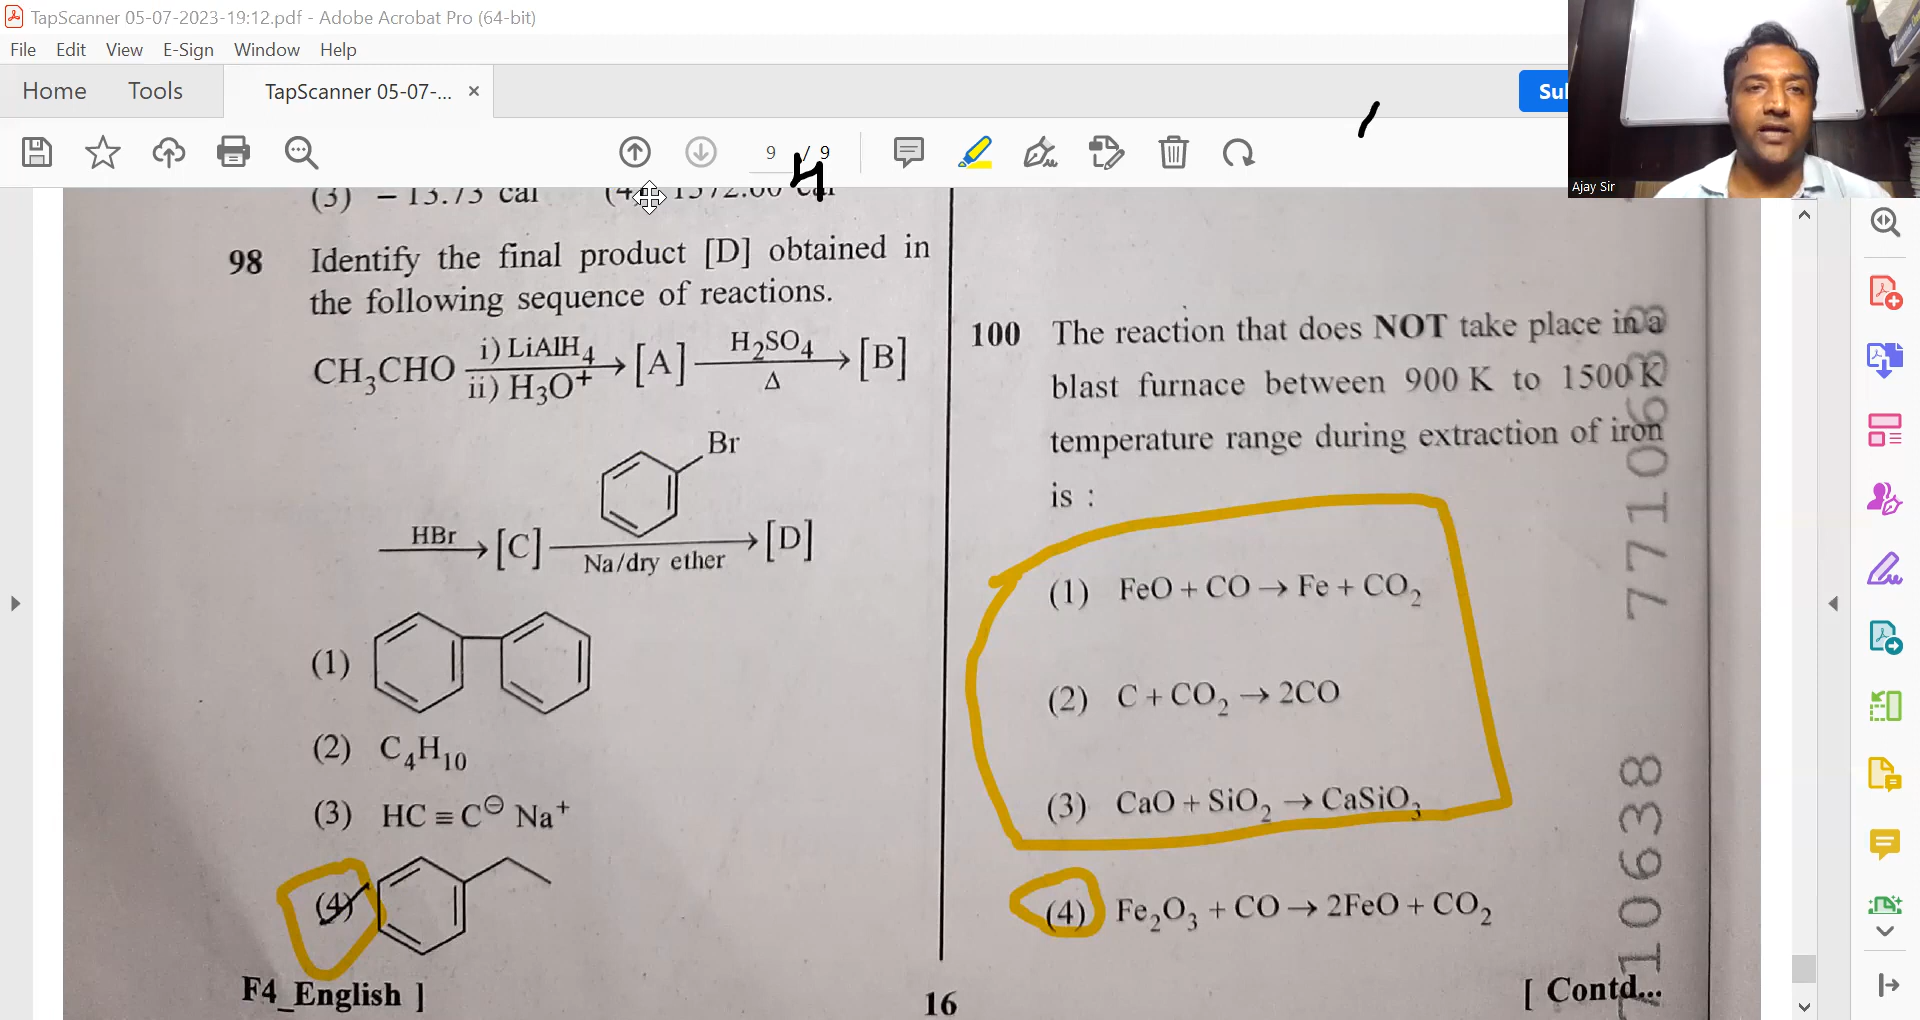 TapScanner 05-07-2023-19:12.pdf - Adobe Acrobat Pro (64-bit)
File Edit View E-Sign Window Help
Home Tools TapScanner 05-07-... ×
9 / 9
4
Ajay Sir
(3) – 13.73 cal
98 Identify the final product [D] obtained in
the following sequence of reactions.
CH₃CHO i) LiAlH₄ ii) H₃O⁺ → [A] H₂SO₄ Δ → [B]
Br
HBr → [C] Na/dry ether → [D]
(1)
(2) C₄H₁₀
(3) HC ≡ C⊖ Na⁺
(4)
F4_English ]
16
100 The reaction that does NOT take place in a
blast furnace between 900 K to 1500 K
temperature range during extraction of iron
is :
(1) FeO + CO → Fe + CO₂
(2) C + CO₂ → 2CO
(3) CaO + SiO₂ → CaSiO₃
(4) Fe₂O₃ + CO → 2FeO + CO₂
[ Contd...